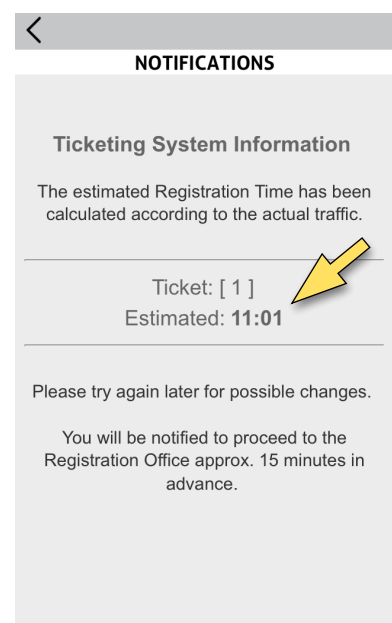 NOTIFICATIONS
Ticketing System Information
The estimated Registration Time has been
calculated according to the actual traffic.
Ticket: [ 1 ]
Estimated: 11:01
Please try again later for possible changes.
You will be notified to proceed to the
Registration Office approx. 15 minutes in
advance.